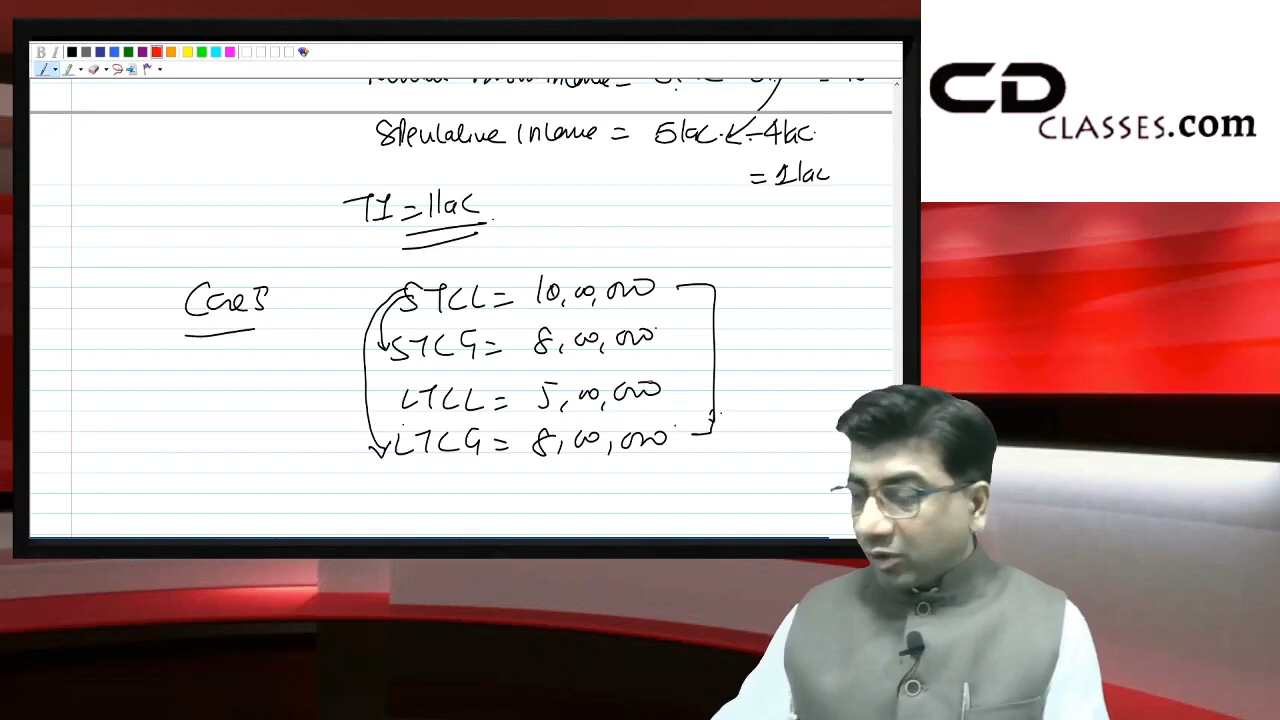 Speculative Income = 5lac - 4lac
= 1lac
TI = 1lac
Case 5
STCL = 10,00,000
STCG = 8,00,000
LTCL = 5,00,000
LTCG = 8,00,000
CD
CLASSES.com
B I